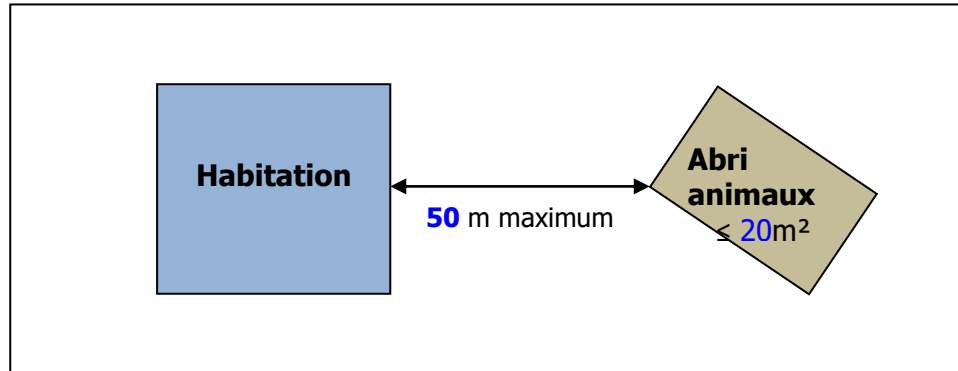 Habitation
50 m maximum
Abri
animaux
≤ 20m²